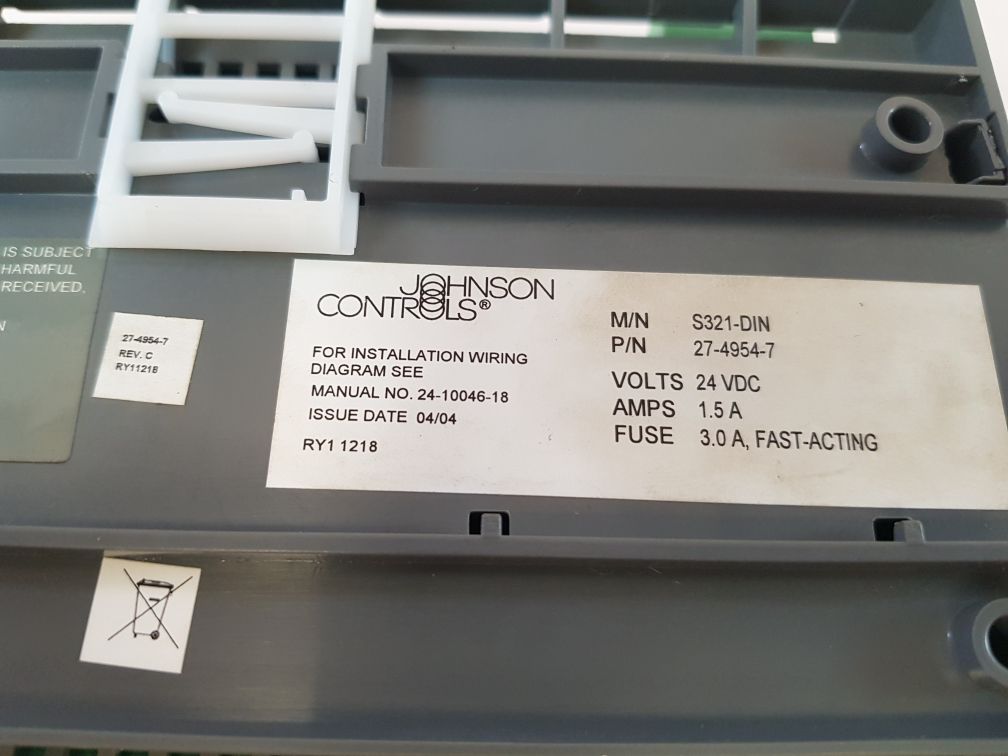 IS SUBJECT
HARMFUL
RECEIVED,
N
27-4954-7
REV. C
RY11218
JOHNSON
CONTROLS®
FOR INSTALLATION WIRING
DIAGRAM SEE
MANUAL NO. 24-10046-18
ISSUE DATE 04/04
RY1 1218
M/N S321-DIN
P/N 27-4954-7
VOLTS 24 VDC
AMPS 1.5 A
FUSE 3.0 A, FAST-ACTING